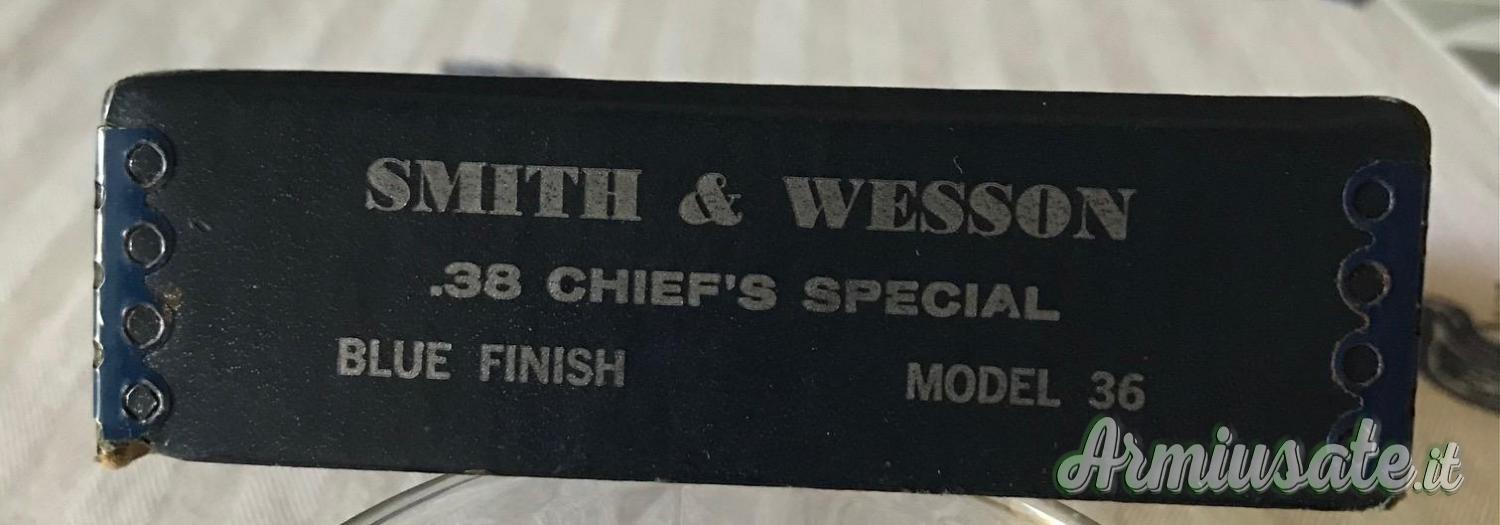 SMITH & WESSON
.38 CHIEF'S SPECIAL
BLUE FINISH MODEL 36
Armiusate.it